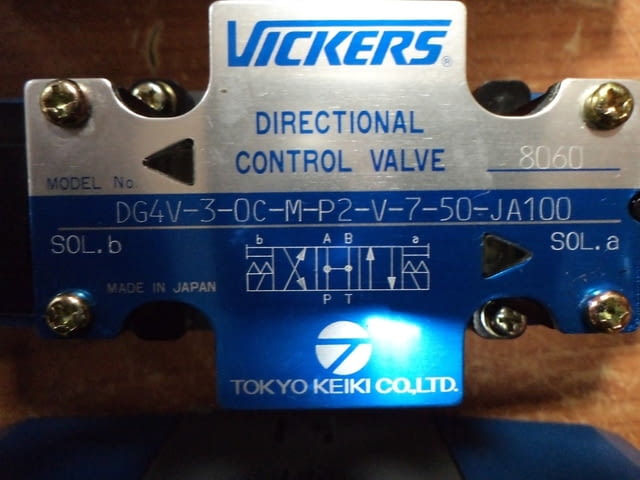 VICKERS®
DIRECTIONAL
CONTROL VALVE 8060
MODEL No.
DG4V-3-0C-M-P2-V-7-50-JA100
SOL.b b A B a SOL.a
MADE IN JAPAN
P T
TOKYO KEIKI CO.,LTD.